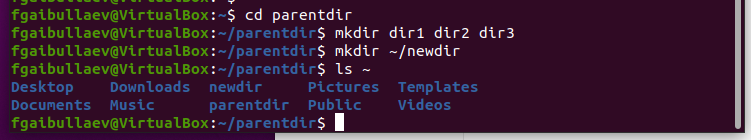 fgaibullaev@VirtualBox:~$ cd parentdir
fgaibullaev@VirtualBox:~/parentdir$ mkdir dir1 dir2 dir3
fgaibullaev@VirtualBox:~/parentdir$ mkdir ~/newdir
fgaibullaev@VirtualBox:~/parentdir$ ls ~
Desktop    Downloads  newdir     Pictures  Templates
Documents  Music      parentdir  Public    Videos
fgaibullaev@VirtualBox:~/parentdir$